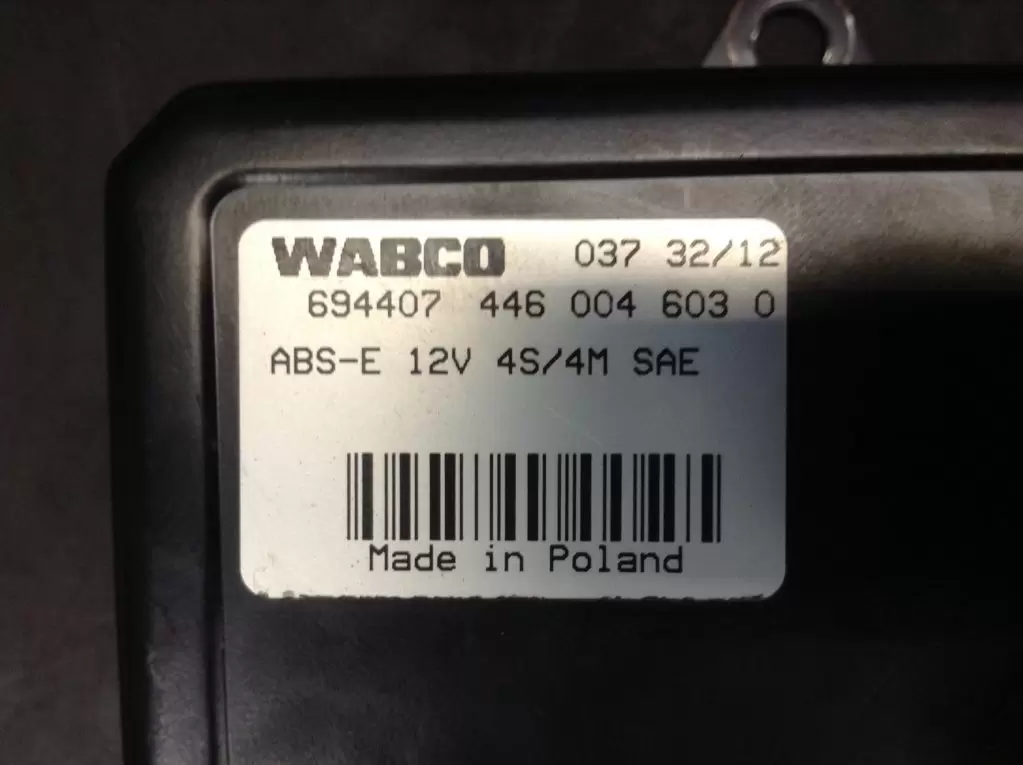 WABCO 037 32/12
694407 446 004 603 0
ABS-E 12V 4S/4M SAE
Made in Poland